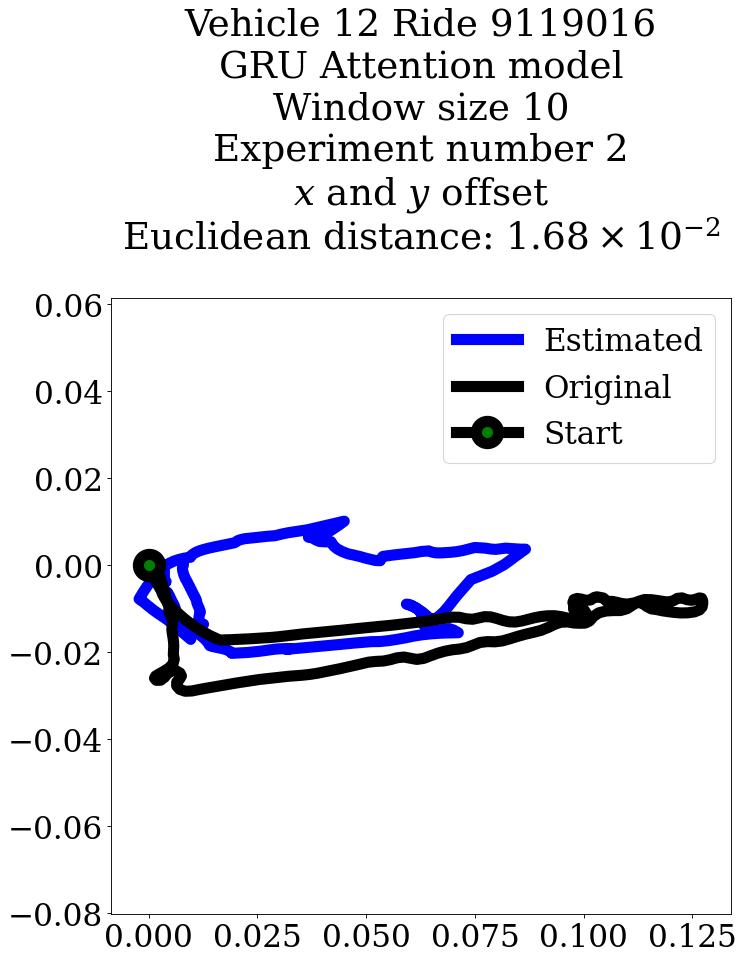 Vehicle 12 Ride 9119016
GRU Attention model
Window size 10
Experiment number 2
x and y offset
Euclidean distance: 1.68 × 10⁻²
0.06
0.04
0.02
0.00
−0.02
−0.04
−0.06
−0.08
Estimated
Original
Start
0.000 0.025 0.050 0.075 0.100 0.125